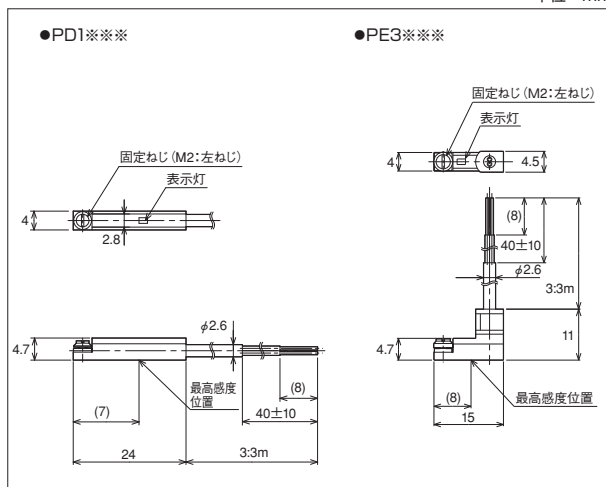 ●PD1※※※
固定ねじ（M2：左ねじ）
表示灯
4
2.8
4.7
φ2.6
(7)
最高感度
位置
(8)
40±10
24
3:3m
●PE3※※※
固定ねじ（M2：左ねじ）
表示灯
4
4.5
(8)
40±10
φ2.6
3:3m
4.7
11
(8)
最高感度位置
15